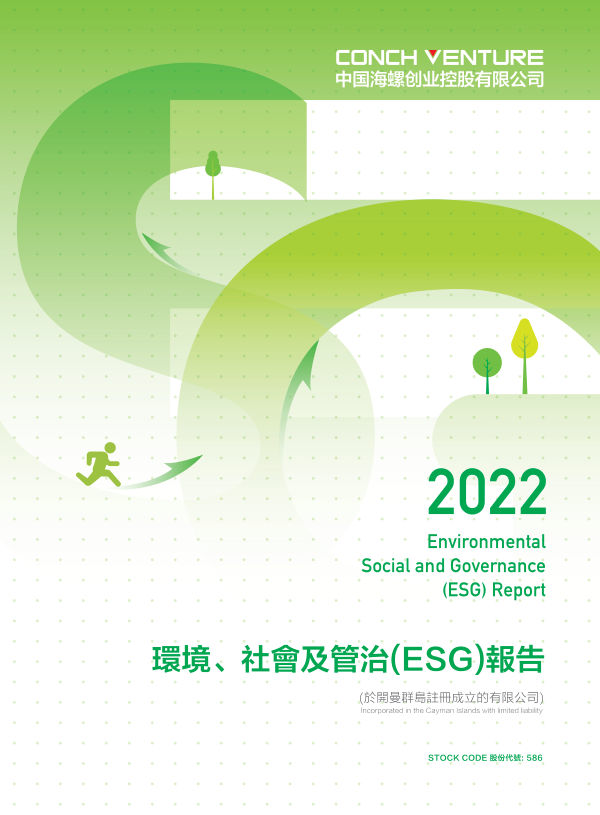 CONCH VENTURE
中国海螺创业控股有限公司
2022
Environmental
Social and Governance
(ESG) Report
環境、社會及管治(ESG)報告
(於開曼群島註冊成立的有限公司)
Incorporated in the Cayman Islands with limited liability
STOCK CODE 股份代號: 586